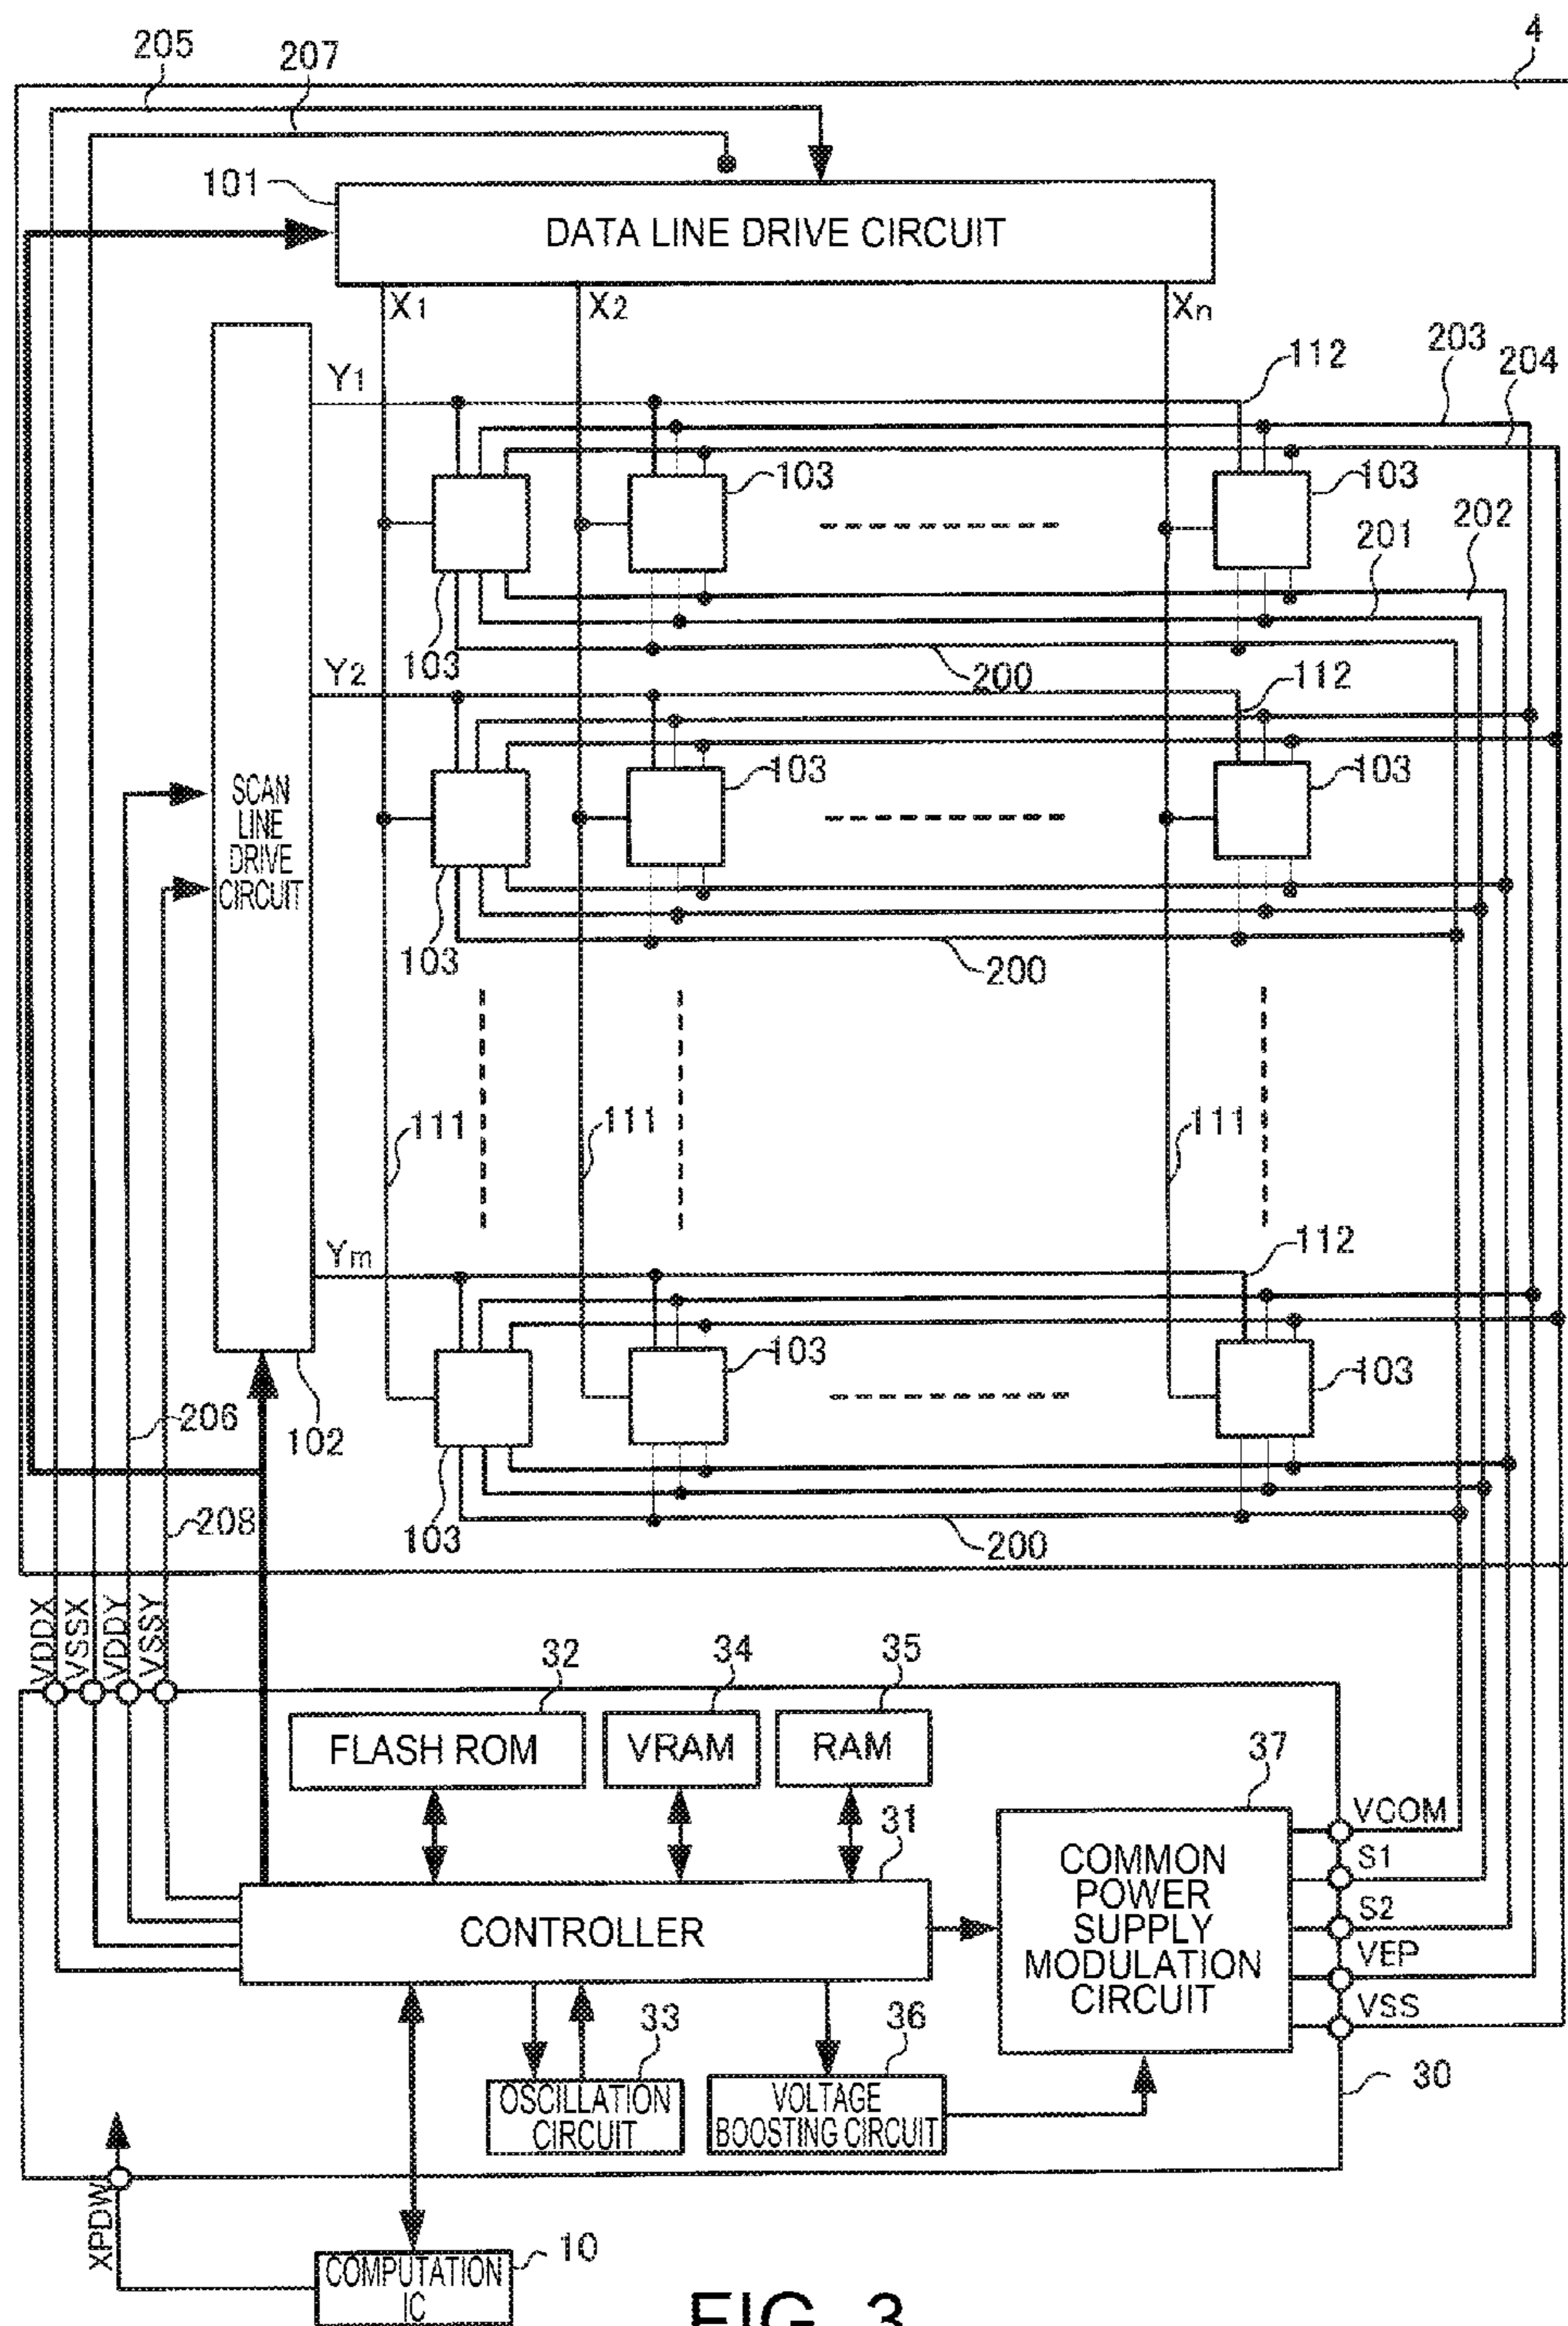 4
205
207
101
DATA LINE DRIVE CIRCUIT
X1
X2
Xn
Y1
112
203
204
103
103
202
201
103
Y2
200
112
103
103
SCAN
LINE
DRIVE
CIRCUIT
103
200
111
111
111
Ym
112
103
103
206
102
208
103
200
VDDX
VSSX
VDDY
VSSY
32
34
35
FLASH ROM
VRAM
RAM
37
31
VCOM
CONTROLLER
COMMON
POWER
SUPPLY
MODULATION
CIRCUIT
S1
S2
VEP
VSS
33
36
30
OSCILLATION
CIRCUIT
VOLTAGE
BOOSTING CIRCUIT
XPDW
10
COMPUTATION
IC
FIG. 3